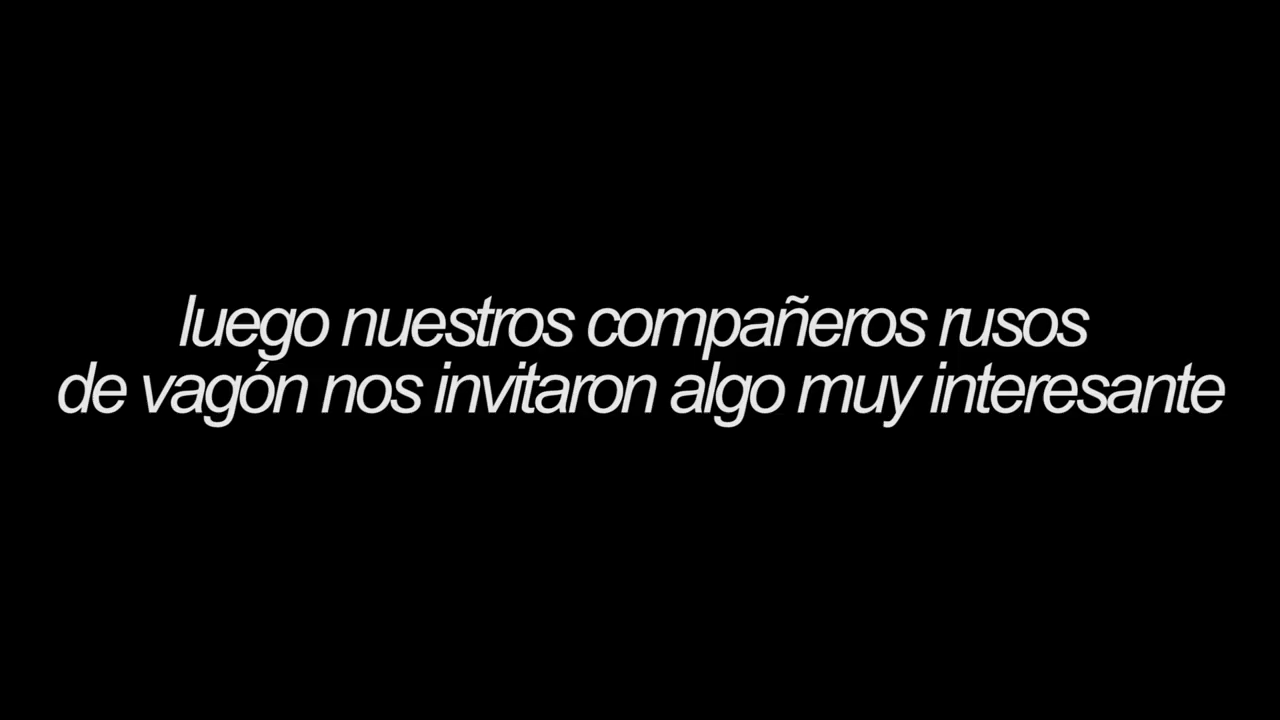 luego nuestros compañeros rusos
de vagón nos invitaron algo muy interesante